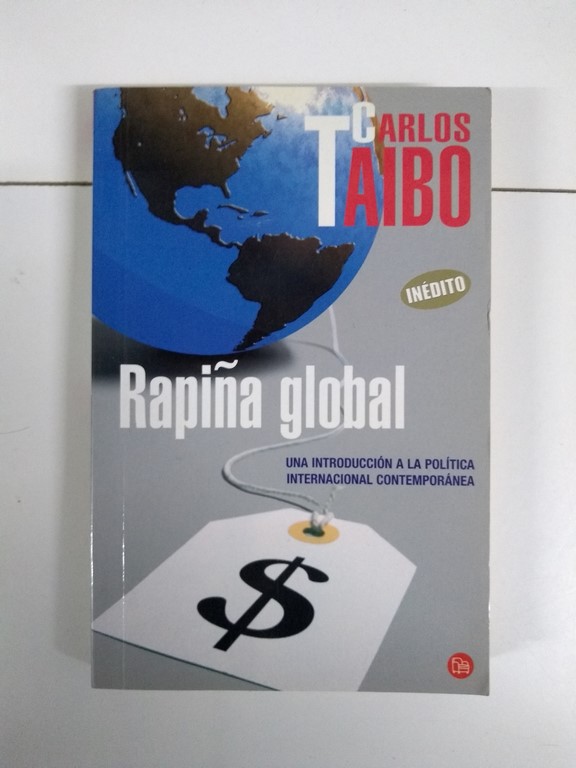 CARLOS
TAIBO
INÉDITO
Rapiña global
UNA INTRODUCCIÓN A LA POLÍTICA
INTERNACIONAL CONTEMPORÁNEA
$